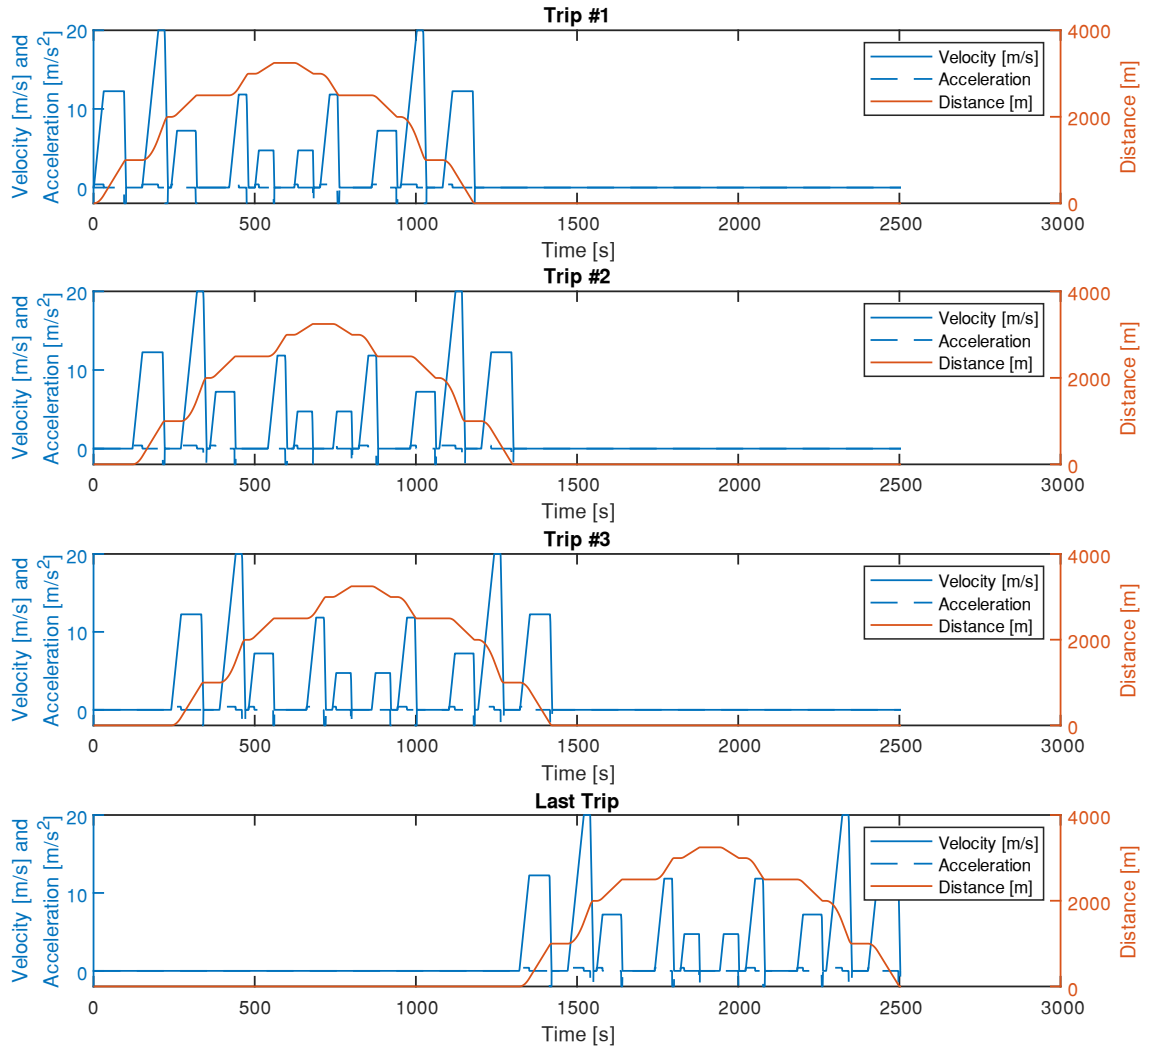 Trip #1
Velocity [m/s] and
Acceleration [m/s²]
20
10
0
4000
2000
0
Distance [m]
Velocity [m/s]
Acceleration
Distance [m]
0 500 1000 1500 2000 2500 3000
Time [s]
Trip #2
Velocity [m/s] and
Acceleration [m/s²]
20
10
0
4000
2000
0
Distance [m]
Velocity [m/s]
Acceleration
Distance [m]
0 500 1000 1500 2000 2500 3000
Time [s]
Trip #3
Velocity [m/s] and
Acceleration [m/s²]
20
10
0
4000
2000
0
Distance [m]
Velocity [m/s]
Acceleration
Distance [m]
0 500 1000 1500 2000 2500 3000
Time [s]
Last Trip
Velocity [m/s] and
Acceleration [m/s²]
20
10
0
4000
2000
0
Distance [m]
Velocity [m/s]
Acceleration
Distance [m]
0 500 1000 1500 2000 2500 3000
Time [s]